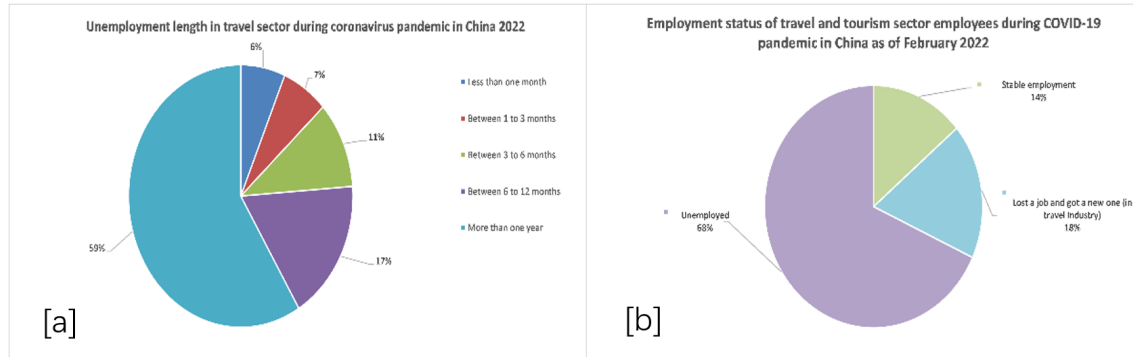 Unemployment length in travel sector during coronavirus pandemic in China 2022
6%
7%
11%
17%
59%
Less than one month
Between 1 to 3 months
Between 3 to 6 months
Between 6 to 12 months
More than one year
[a]
Employment status of travel and tourism sector employees during COVID-19
pandemic in China as of February 2022
Stable employment
14%
Lost a job and got a new one (in
travel Industry)
18%
Unemployed
68%
[b]